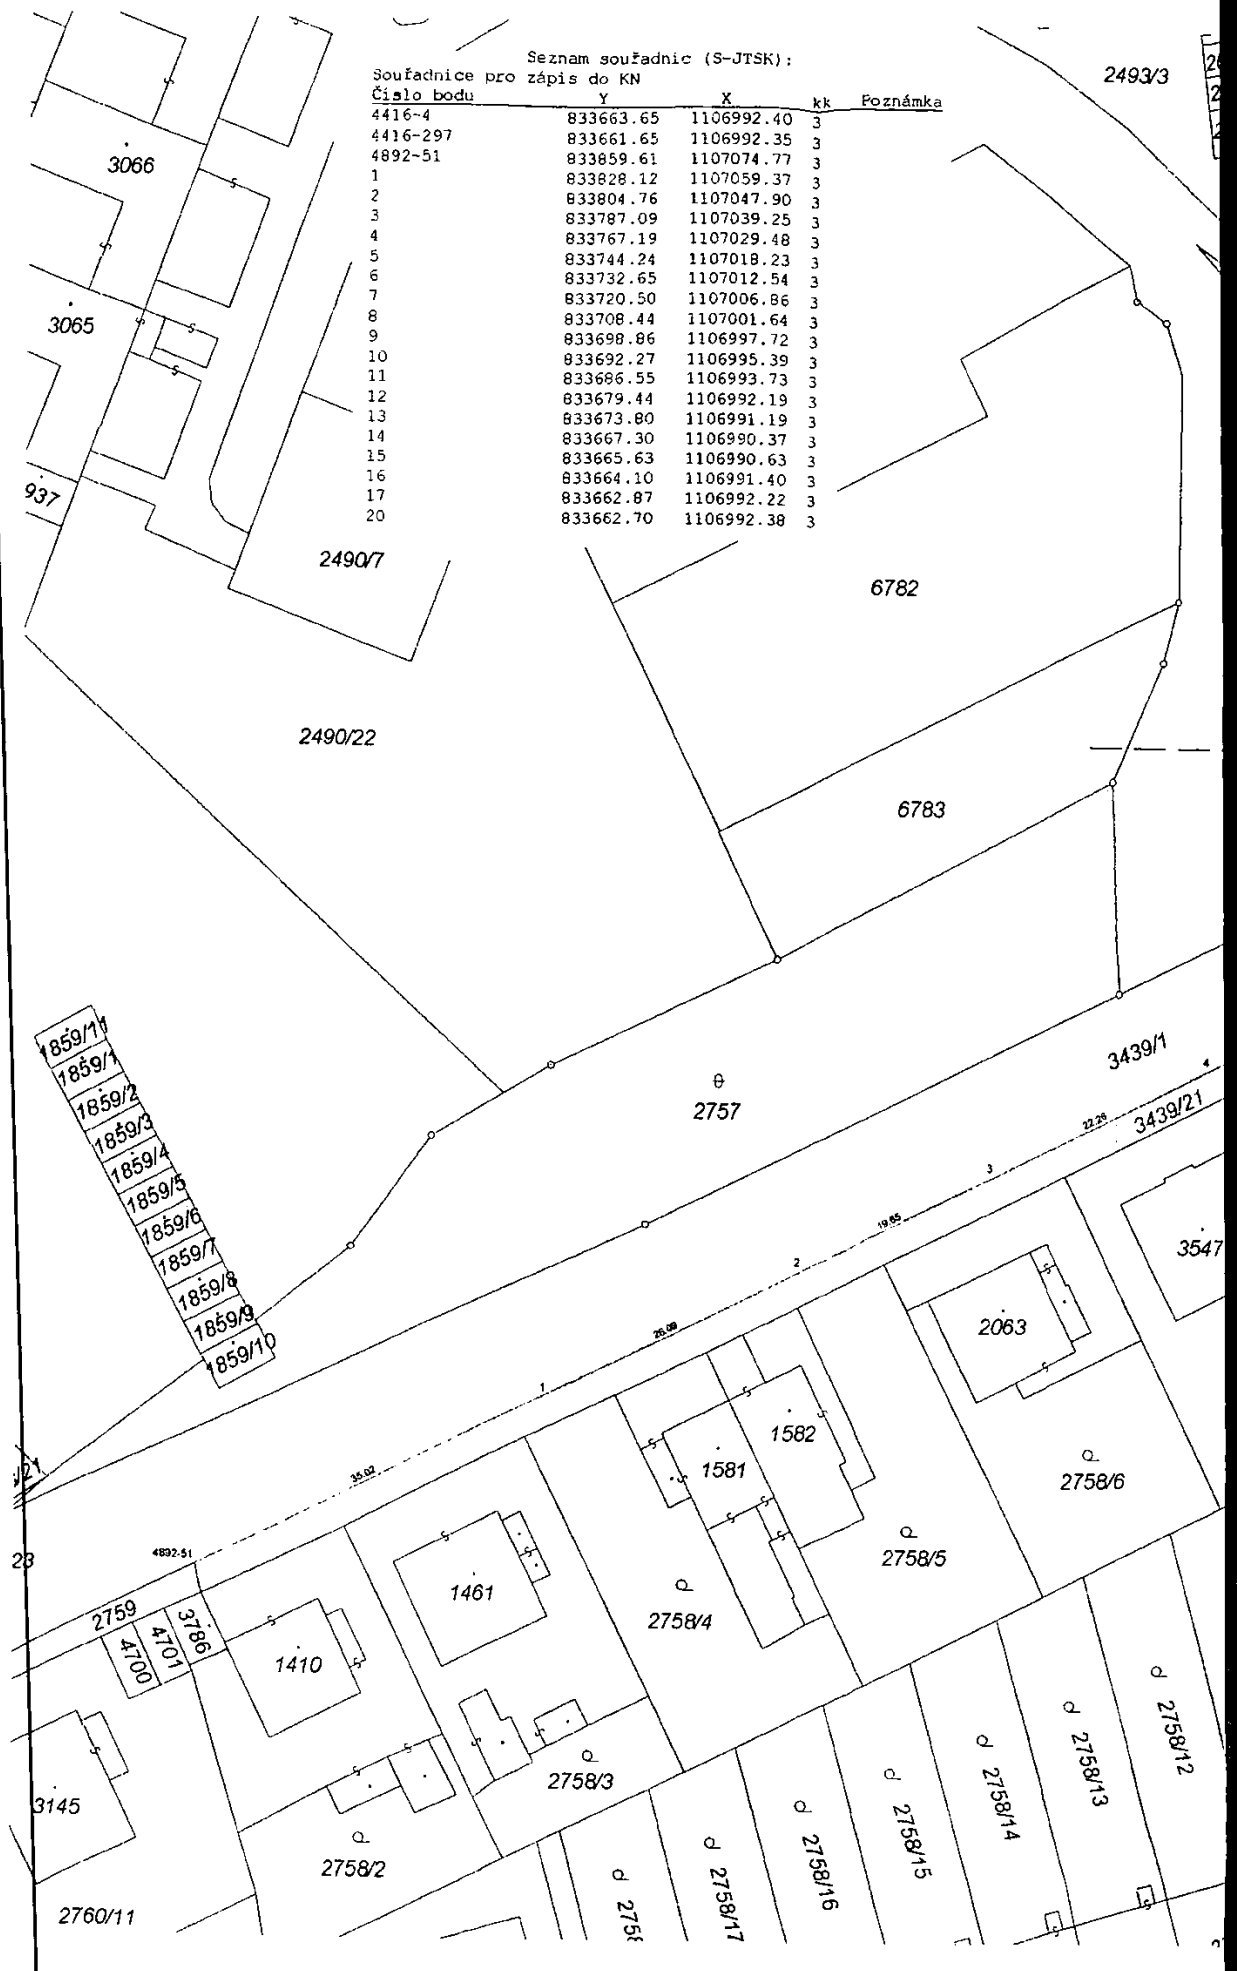 Seznam souřadnic (S-JTSK):
Souřadnice pro zápis do KN
Číslo bodu Y X kk Poznámka
4416-4 833663.65 1106992.40 3
4416-297 833661.65 1106992.35 3
4892-51 833859.61 1107074.77 3
1 833828.12 1107059.37 3
2 833804.76 1107047.90 3
3 833787.09 1107039.25 3
4 833767.19 1107029.48 3
5 833744.24 1107018.23 3
6 833732.65 1107012.54 3
7 833720.50 1107006.86 3
8 833708.44 1107001.64 3
9 833698.86 1106997.72 3
10 833692.27 1106995.39 3
11 833686.55 1106993.73 3
12 833679.44 1106992.19 3
13 833673.80 1106991.19 3
14 833667.30 1106990.37 3
15 833665.63 1106990.63 3
16 833664.10 1106991.40 3
17 833662.87 1106992.22 3
20 833662.70 1106992.38 3
2493/3
3066
3065
937
2490/7
6782
2490/22
6783
1859/11
1859/1
1859/2
1859/3
1859/4
1859/5
1859/6
1859/7
1859/8
1859/9
1859/10
2757
3439/1
4
3439/21
22.26
3
19.65
3547
2
2063
26.09
1
1582
1581
2758/6
35.02
4892-51
23
2758/5
1461
2759
3786
4701
4700
2758/4
1410
2758/12
2758/13
2758/3
2758/14
3145
2758/15
2758/16
2758/2
2758/17
2760/11